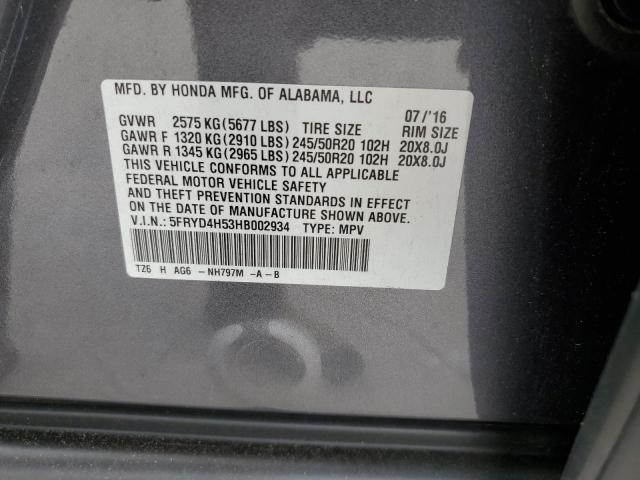 MFD. BY HONDA MFG. OF ALABAMA, LLC 07/'16
GVWR 2575 KG(5677 LBS) TIRE SIZE RIM SIZE
GAWR F 1320 KG(2910 LBS)245/50R20 102H 20X8.0J
GAWR R 1345 KG(2965 LBS)245/50R20 102H 20X8.0J
THIS VEHICLE CONFORMS TO ALL APPLICABLE
FEDERAL MOTOR VEHICLE SAFETY
AND THEFT PREVENTION STANDARDS IN EFFECT
ON THE DATE OF MANUFACTURE SHOWN ABOVE.
V.I.N.: 5FRYD4H53HB002934 TYPE: MPV
TZ6 H AG6 -NH797M -A-B